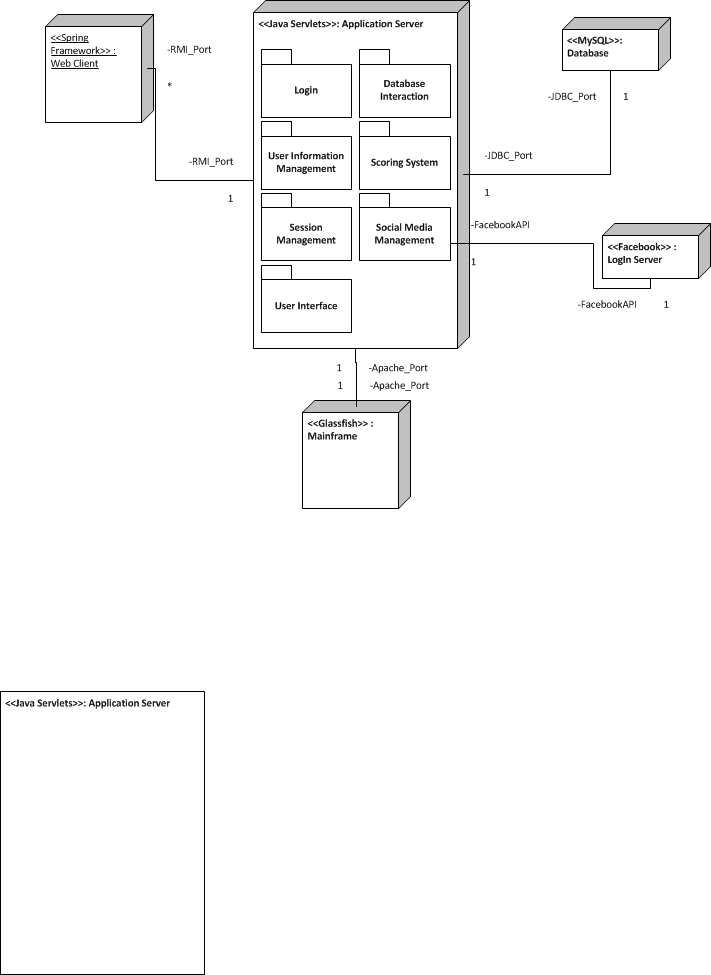 <<Spring
Framework>> :
Web Client
-RMI_Port
*
-RMI_Port
1
<<Java Servlets>>: Application Server
Login
Database
Interaction
User Information
Management
Scoring System
Session
Management
Social Media
Management
User Interface
<<MySQL>>:
Database
-JDBC_Port 1
-JDBC_Port
1
-FacebookAPI
1
<<Facebook>> :
LogIn Server
-FacebookAPI 1
1 -Apache_Port
1 -Apache_Port
<<Glassfish>> :
Mainframe
<<Java Servlets>>: Application Server